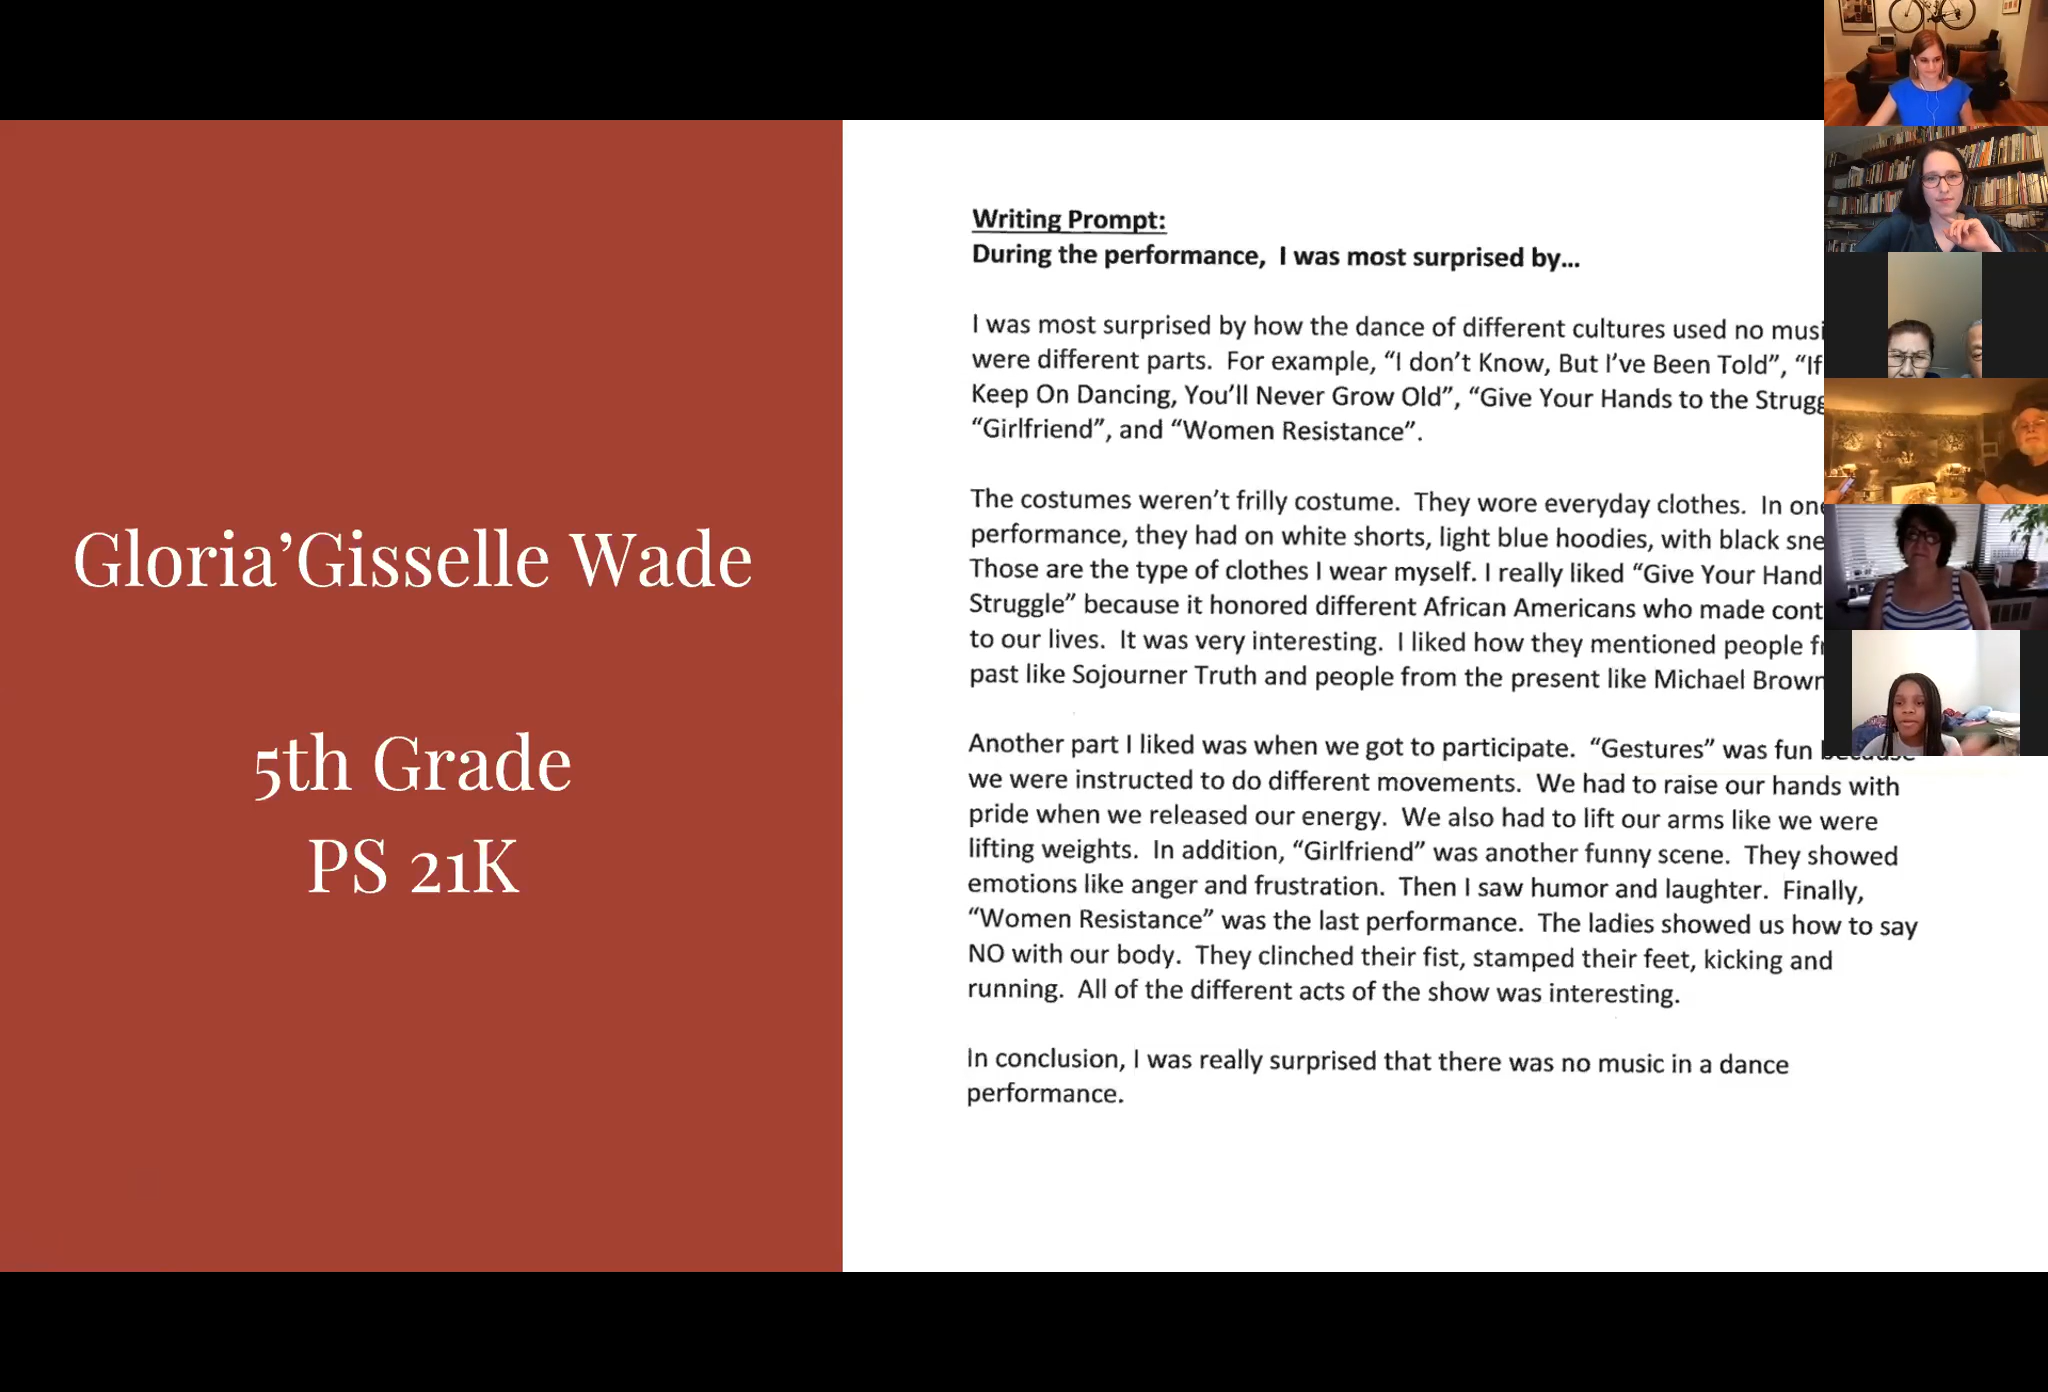 Gloria’Gisselle Wade
5th Grade
PS 21K
Writing Prompt:
During the performance, I was most surprised by...
I was most surprised by how the dance of different cultures used no
were different parts. For example, “I don’t Know, But I’ve Been Told”, “If
Keep On Dancing, You’ll Never Grow Old”, “Give Your Hands to the
“Girlfriend”, and “Women Resistance”.
The costumes weren’t frilly costume. They wore everyday clothes. In
performance, they had on white shorts, light blue hoodies, with black
Those are the type of clothes I wear myself. I really liked “Give Your
Struggle” because it honored different African Americans who made
to our lives. It was very interesting. I liked how they mentioned people
past like Sojourner Truth and people from the present like Michael Brown
Another part I liked was when we got to participate. “Gestures” was fun
we were instructed to do different movements. We had to raise our hands with
pride when we released our energy. We also had to lift our arms like we were
lifting weights. In addition, “Girlfriend” was another funny scene. They showed
emotions like anger and frustration. Then I saw humor and laughter. Finally,
“Women Resistance” was the last performance. The ladies showed us how to say
NO with our body. They clinched their fist, stamped their feet, kicking and
running. All of the different acts of the show was interesting.
In conclusion, I was really surprised that there was no music in a dance
performance.